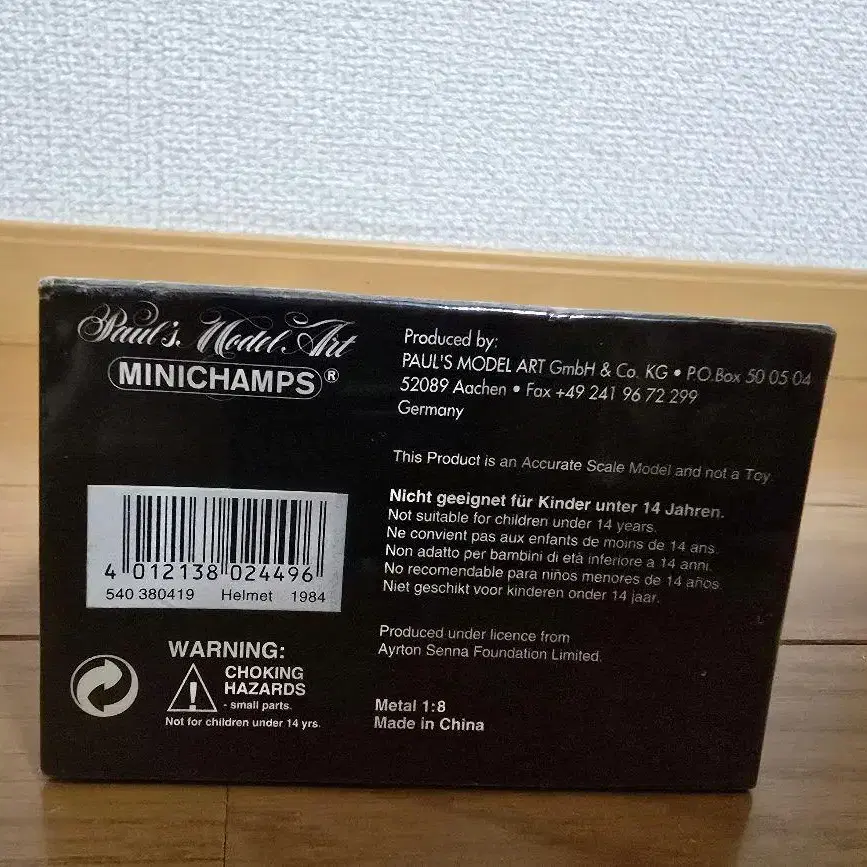 Paul's Model Art
MINICHAMPS®
Produced by:
PAUL'S MODEL ART GmbH & Co. KG • P.O.Box 50 05 04
52089 Aachen • Fax +49 241 96 72 299
Germany
This Product is an Accurate Scale Model and not a Toy.
Nicht geeignet für Kinder unter 14 Jahren.
Not suitable for children under 14 years.
Ne convient pas aux enfants de moins de 14 ans.
Non adatto per bambini di età inferiore a 14 anni.
No recomendable para niños menores de 14 años.
Niet geschikt voor kinderen onder 14 jaar.
4 012138 024496
540 380419 Helmet 1984
Produced under licence from
Ayrton Senna Foundation Limited.
WARNING:
CHOKING
HAZARDS
- small parts.
Not for children under 14 yrs.
Metal 1:8
Made in China